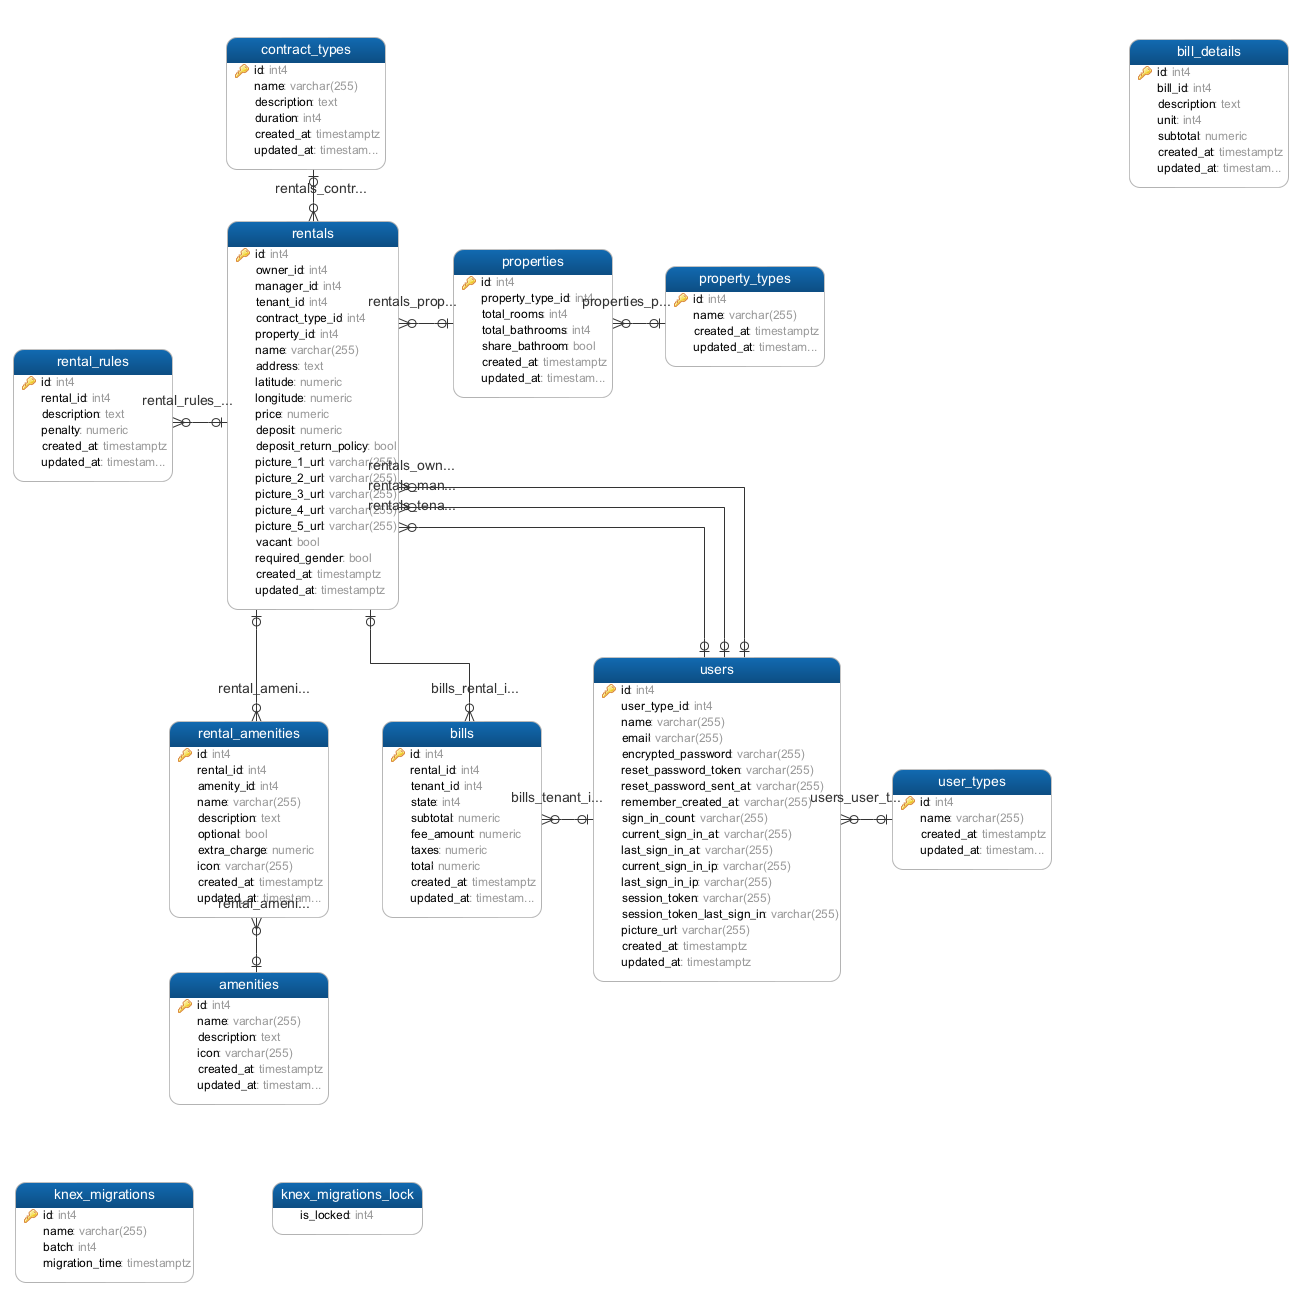 contract_types
id: int4
name: varchar(255)
description: text
duration: int4
created_at: timestamptz
updated_at: timestam...
rentals_contr...
bill_details
id: int4
bill_id: int4
description: text
unit: int4
subtotal: numeric
created_at: timestamptz
updated_at: timestam...
rentals
id: int4
owner_id: int4
manager_id: int4
tenant_id: int4
contract_type_id: int4
property_id: int4
name: varchar(255)
address: text
latitude: numeric
longitude: numeric
price: numeric
deposit: numeric
deposit_return_policy: bool
picture_1_url: varchar(255)
picture_2_url: varchar(255)
picture_3_url: varchar(255)
picture_4_url: varchar(255)
picture_5_url: varchar(255)
vacant: bool
required_gender: bool
created_at: timestamptz
updated_at: timestamptz
rentals_prop...
properties
id: int4
property_type_id: int4
total_rooms: int4
total_bathrooms: int4
share_bathroom: bool
created_at: timestamptz
updated_at: timestam...
properties_p...
property_types
id: int4
name: varchar(255)
created_at: timestamptz
updated_at: timestam...
rental_rules
id: int4
rental_id: int4
description: text
penalty: numeric
created_at: timestamptz
updated_at: timestam...
rental_rules_...
rentals_own...
rentals_man...
rentals_tena...
rental_ameni...
bills_rental_i...
rental_amenities
id: int4
rental_id: int4
amenity_id: int4
name: varchar(255)
description: text
optional: bool
extra_charge: numeric
icon: varchar(255)
created_at: timestamptz
updated_at: timestam...
rental_ameni...
bills
id: int4
rental_id: int4
tenant_id: int4
state: int4
subtotal: numeric
fee_amount: numeric
taxes: numeric
total: numeric
created_at: timestamptz
updated_at: timestam...
bills_tenant_i...
users
id: int4
user_type_id: int4
name: varchar(255)
email: varchar(255)
encrypted_password: varchar(255)
reset_password_token: varchar(255)
reset_password_sent_at: varchar(255)
remember_created_at: varchar(255)
sign_in_count: varchar(255)
current_sign_in_at: varchar(255)
last_sign_in_at: varchar(255)
current_sign_in_ip: varchar(255)
last_sign_in_ip: varchar(255)
session_token: varchar(255)
session_token_last_sign_in: varchar(255)
picture_url: varchar(255)
created_at: timestamptz
updated_at: timestamptz
users_user_t...
user_types
id: int4
name: varchar(255)
created_at: timestamptz
updated_at: timestam...
amenities
id: int4
name: varchar(255)
description: text
icon: varchar(255)
created_at: timestamptz
updated_at: timestam...
knex_migrations
id: int4
name: varchar(255)
batch: int4
migration_time: timestamptz
knex_migrations_lock
is_locked: int4